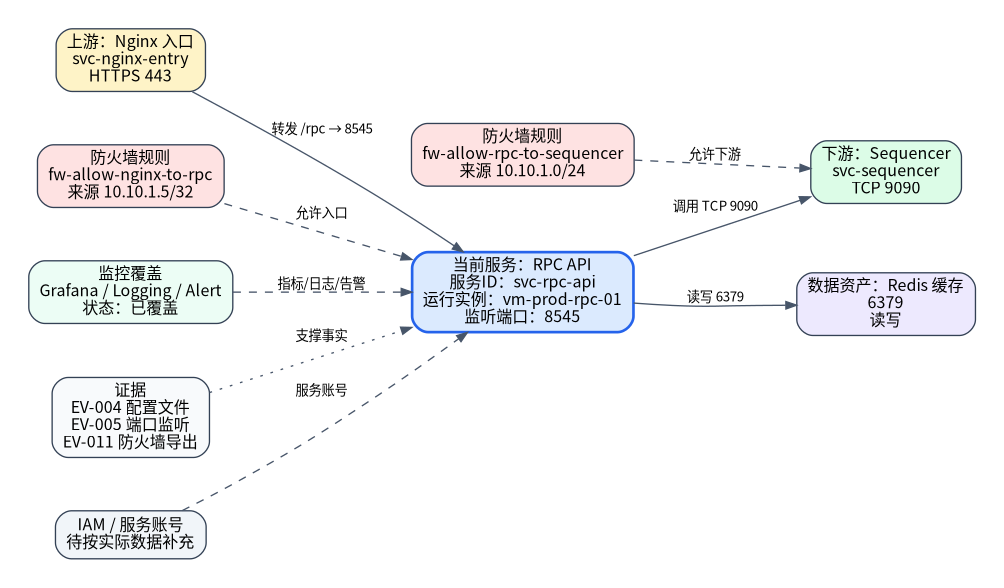 上游：Nginx 入口
svc-nginx-entry
HTTPS 443
转发 /rpc → 8545
防火墙规则
fw-allow-nginx-to-rpc
来源 10.10.1.5/32
允许入口
防火墙规则
fw-allow-rpc-to-sequencer
来源 10.10.1.0/24
允许下游
下游：Sequencer
svc-sequencer
TCP 9090
调用 TCP 9090
监控覆盖
Grafana / Logging / Alert
状态：已覆盖
指标/日志/告警
当前服务：RPC API
服务ID：svc-rpc-api
运行实例：vm-prod-rpc-01
监听端口：8545
读写 6379
数据资产：Redis 缓存
6379
读写
支撑事实
证据
EV-004 配置文件
EV-005 端口监听
EV-011 防火墙导出
服务账号
IAM / 服务账号
待按实际数据补充